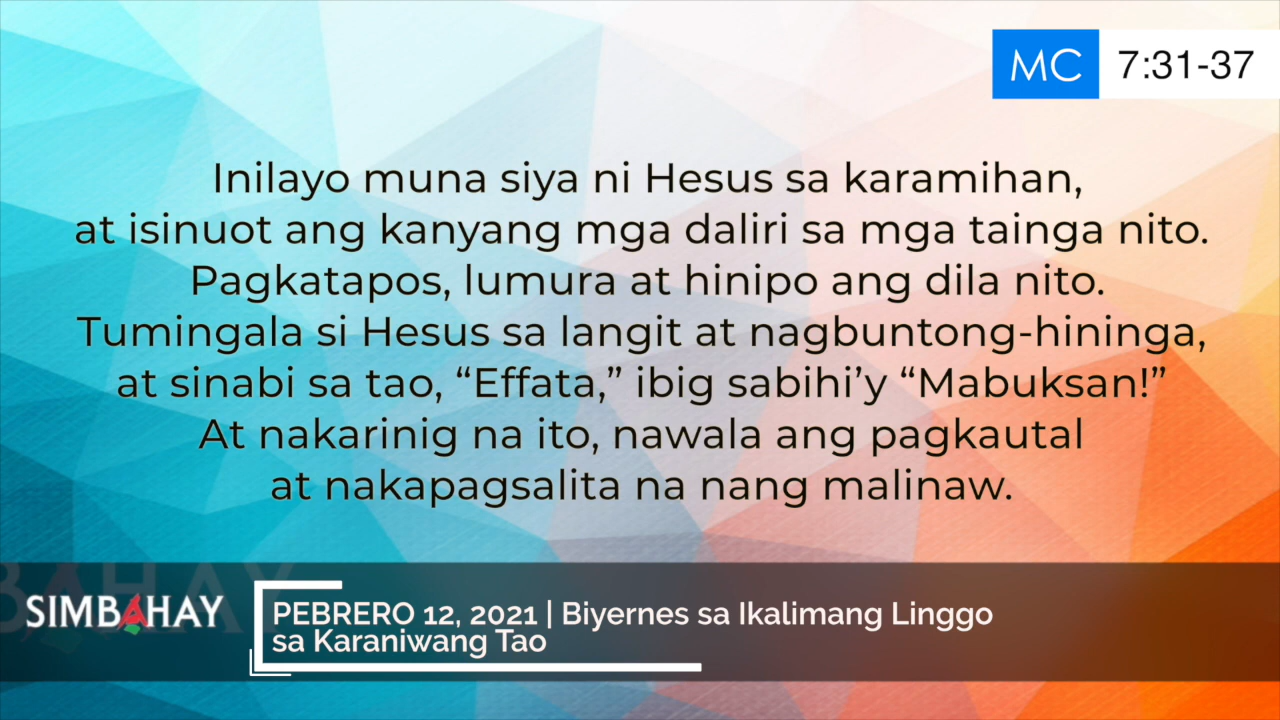 MC 7:31-37
Inilayo muna siya ni Hesus sa karamihan,
at isinuot ang kanyang mga daliri sa mga tainga nito.
Pagkatapos, lumura at hinipo ang dila nito.
Tumingala si Hesus sa langit at nagbuntong-hininga,
at sinabi sa tao, “Effata,” ibig sabihi’y “Mabuksan!”
At nakarinig na ito, nawala ang pagkautal
at nakapagsalita na nang malinaw.
SIMBAHAY
PEBRERO 12, 2021 | Biyernes sa Ikalimang Linggo
sa Karaniwang Tao